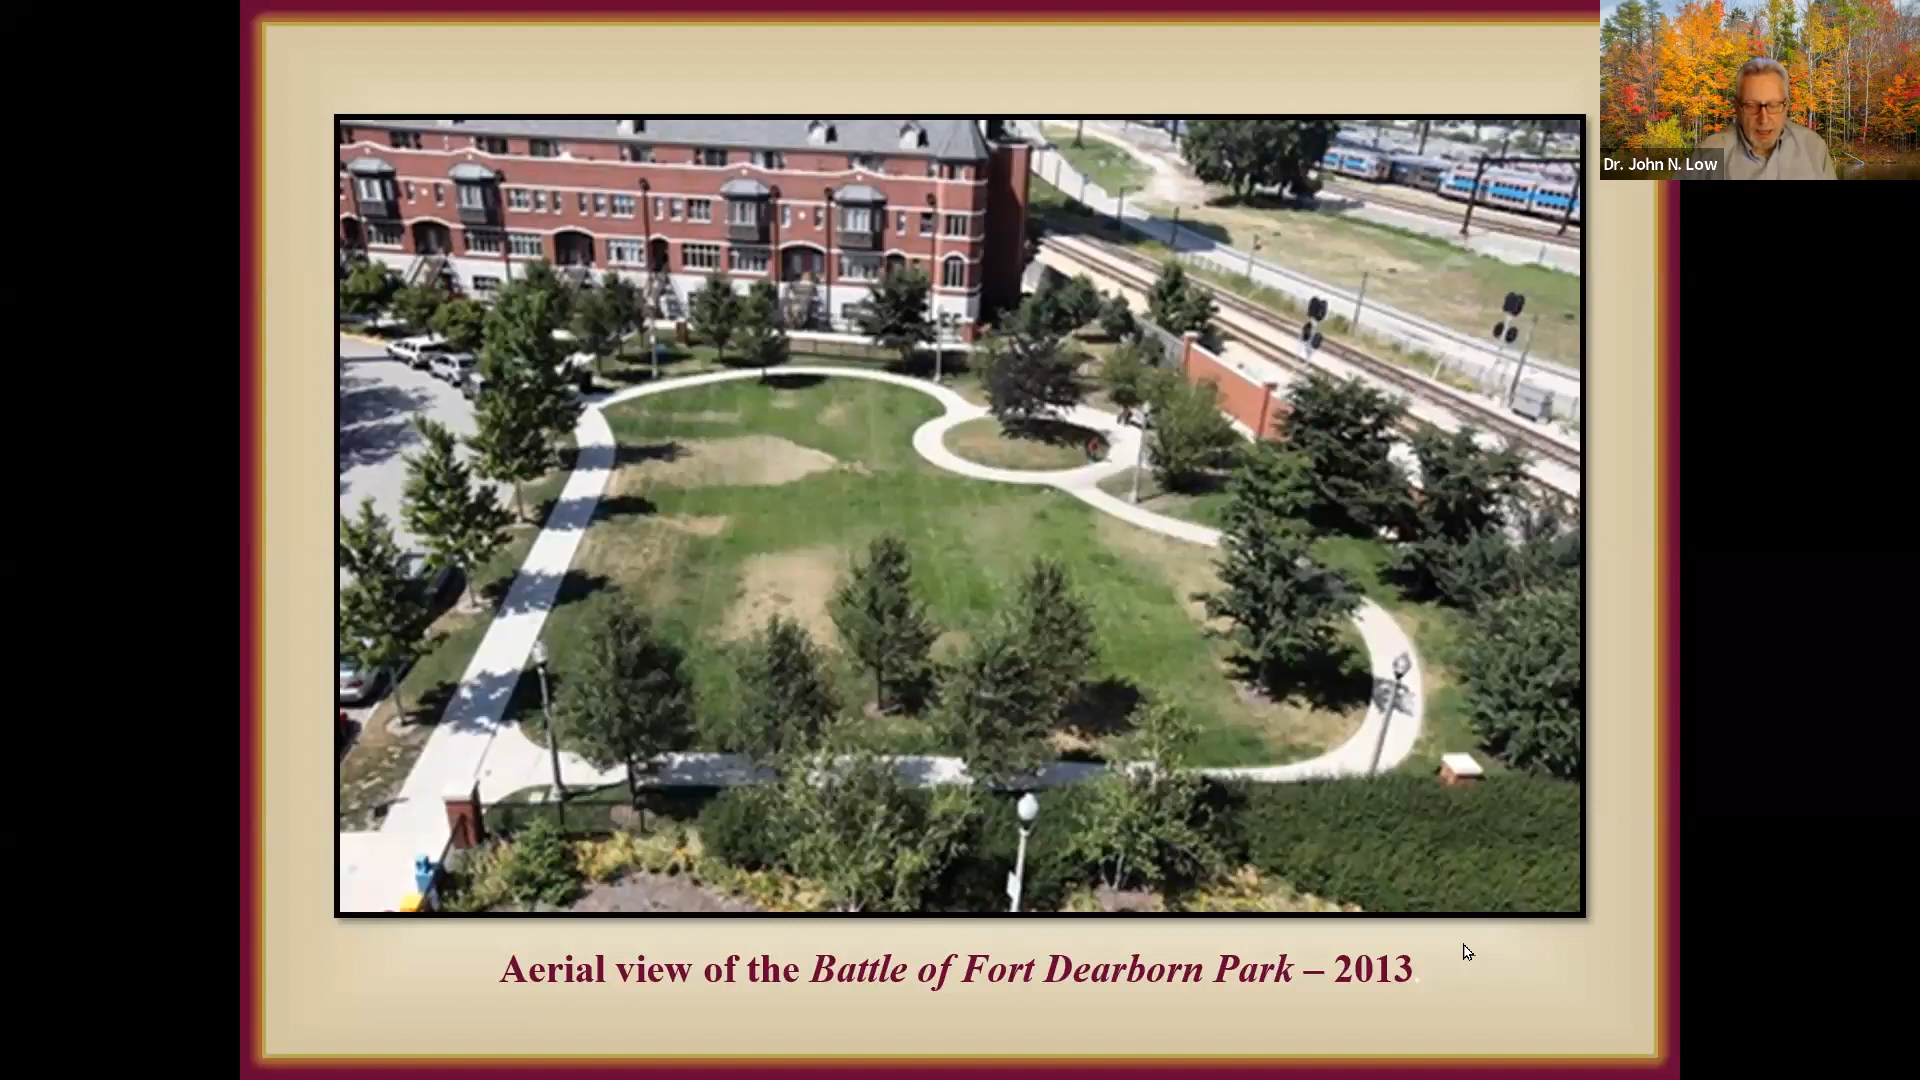 Dr. John N. Low
Aerial view of the Battle of Fort Dearborn Park – 2013.